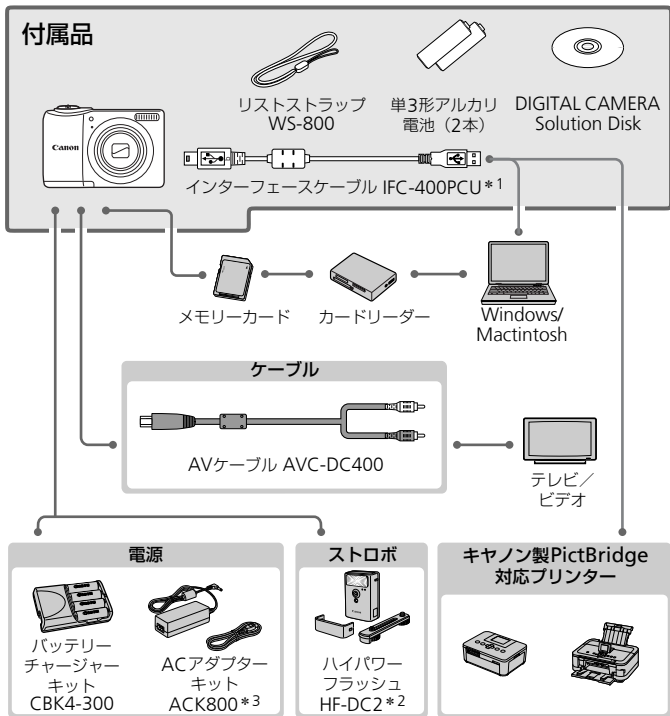 付属品
Canon
リストストラップ
WS-800
単3形アルカリ
電池（2本）
DIGITAL CAMERA
Solution Disk
インターフェースケーブル IFC-400PCU*1
メモリーカード
カードリーダー
Windows/
Mactintosh
ケーブル
AVケーブル AVC-DC400
テレビ／
ビデオ
電源
バッテリー
チャージャー
キット
CBK4-300
ACアダプター
キット
ACK800*3
ストロボ
ハイパワー
フラッシュ
HF-DC2*2
キヤノン製PictBridge
対応プリンター